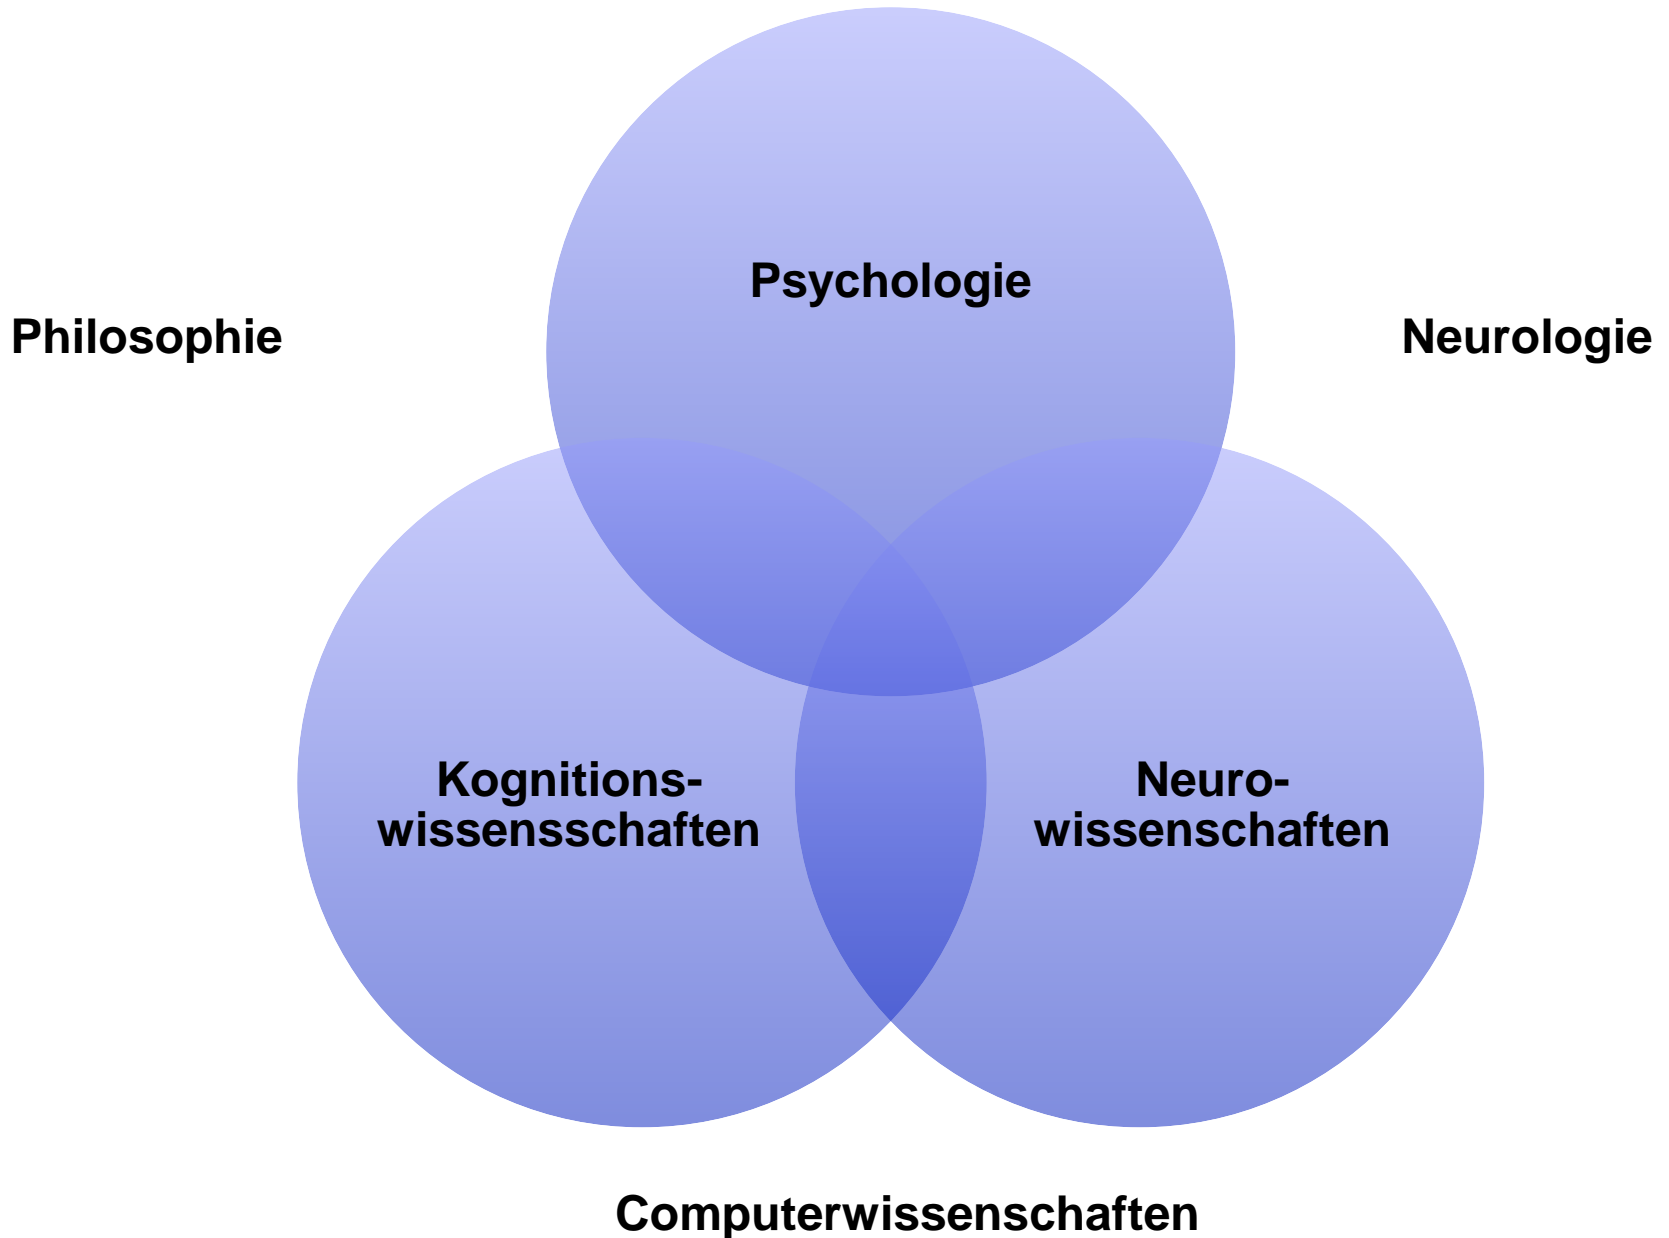 Psychologie
Philosophie
Neurologie
Kognitions-
wissensschaften
Neuro-
wissenschaften
Computerwissenschaften